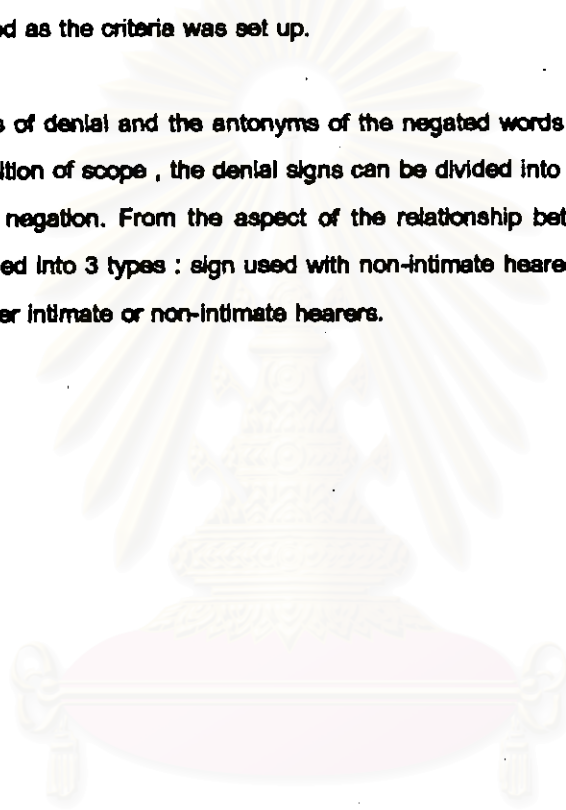 ed as the criteria was set up.
s of denial and the antonyms of the negated words
ition of scope , the denial signs can be divided into
negation. From the aspect of the relationship bet
ed into 3 types : sign used with non-intimate heare
er intimate or non-intimate hearers.